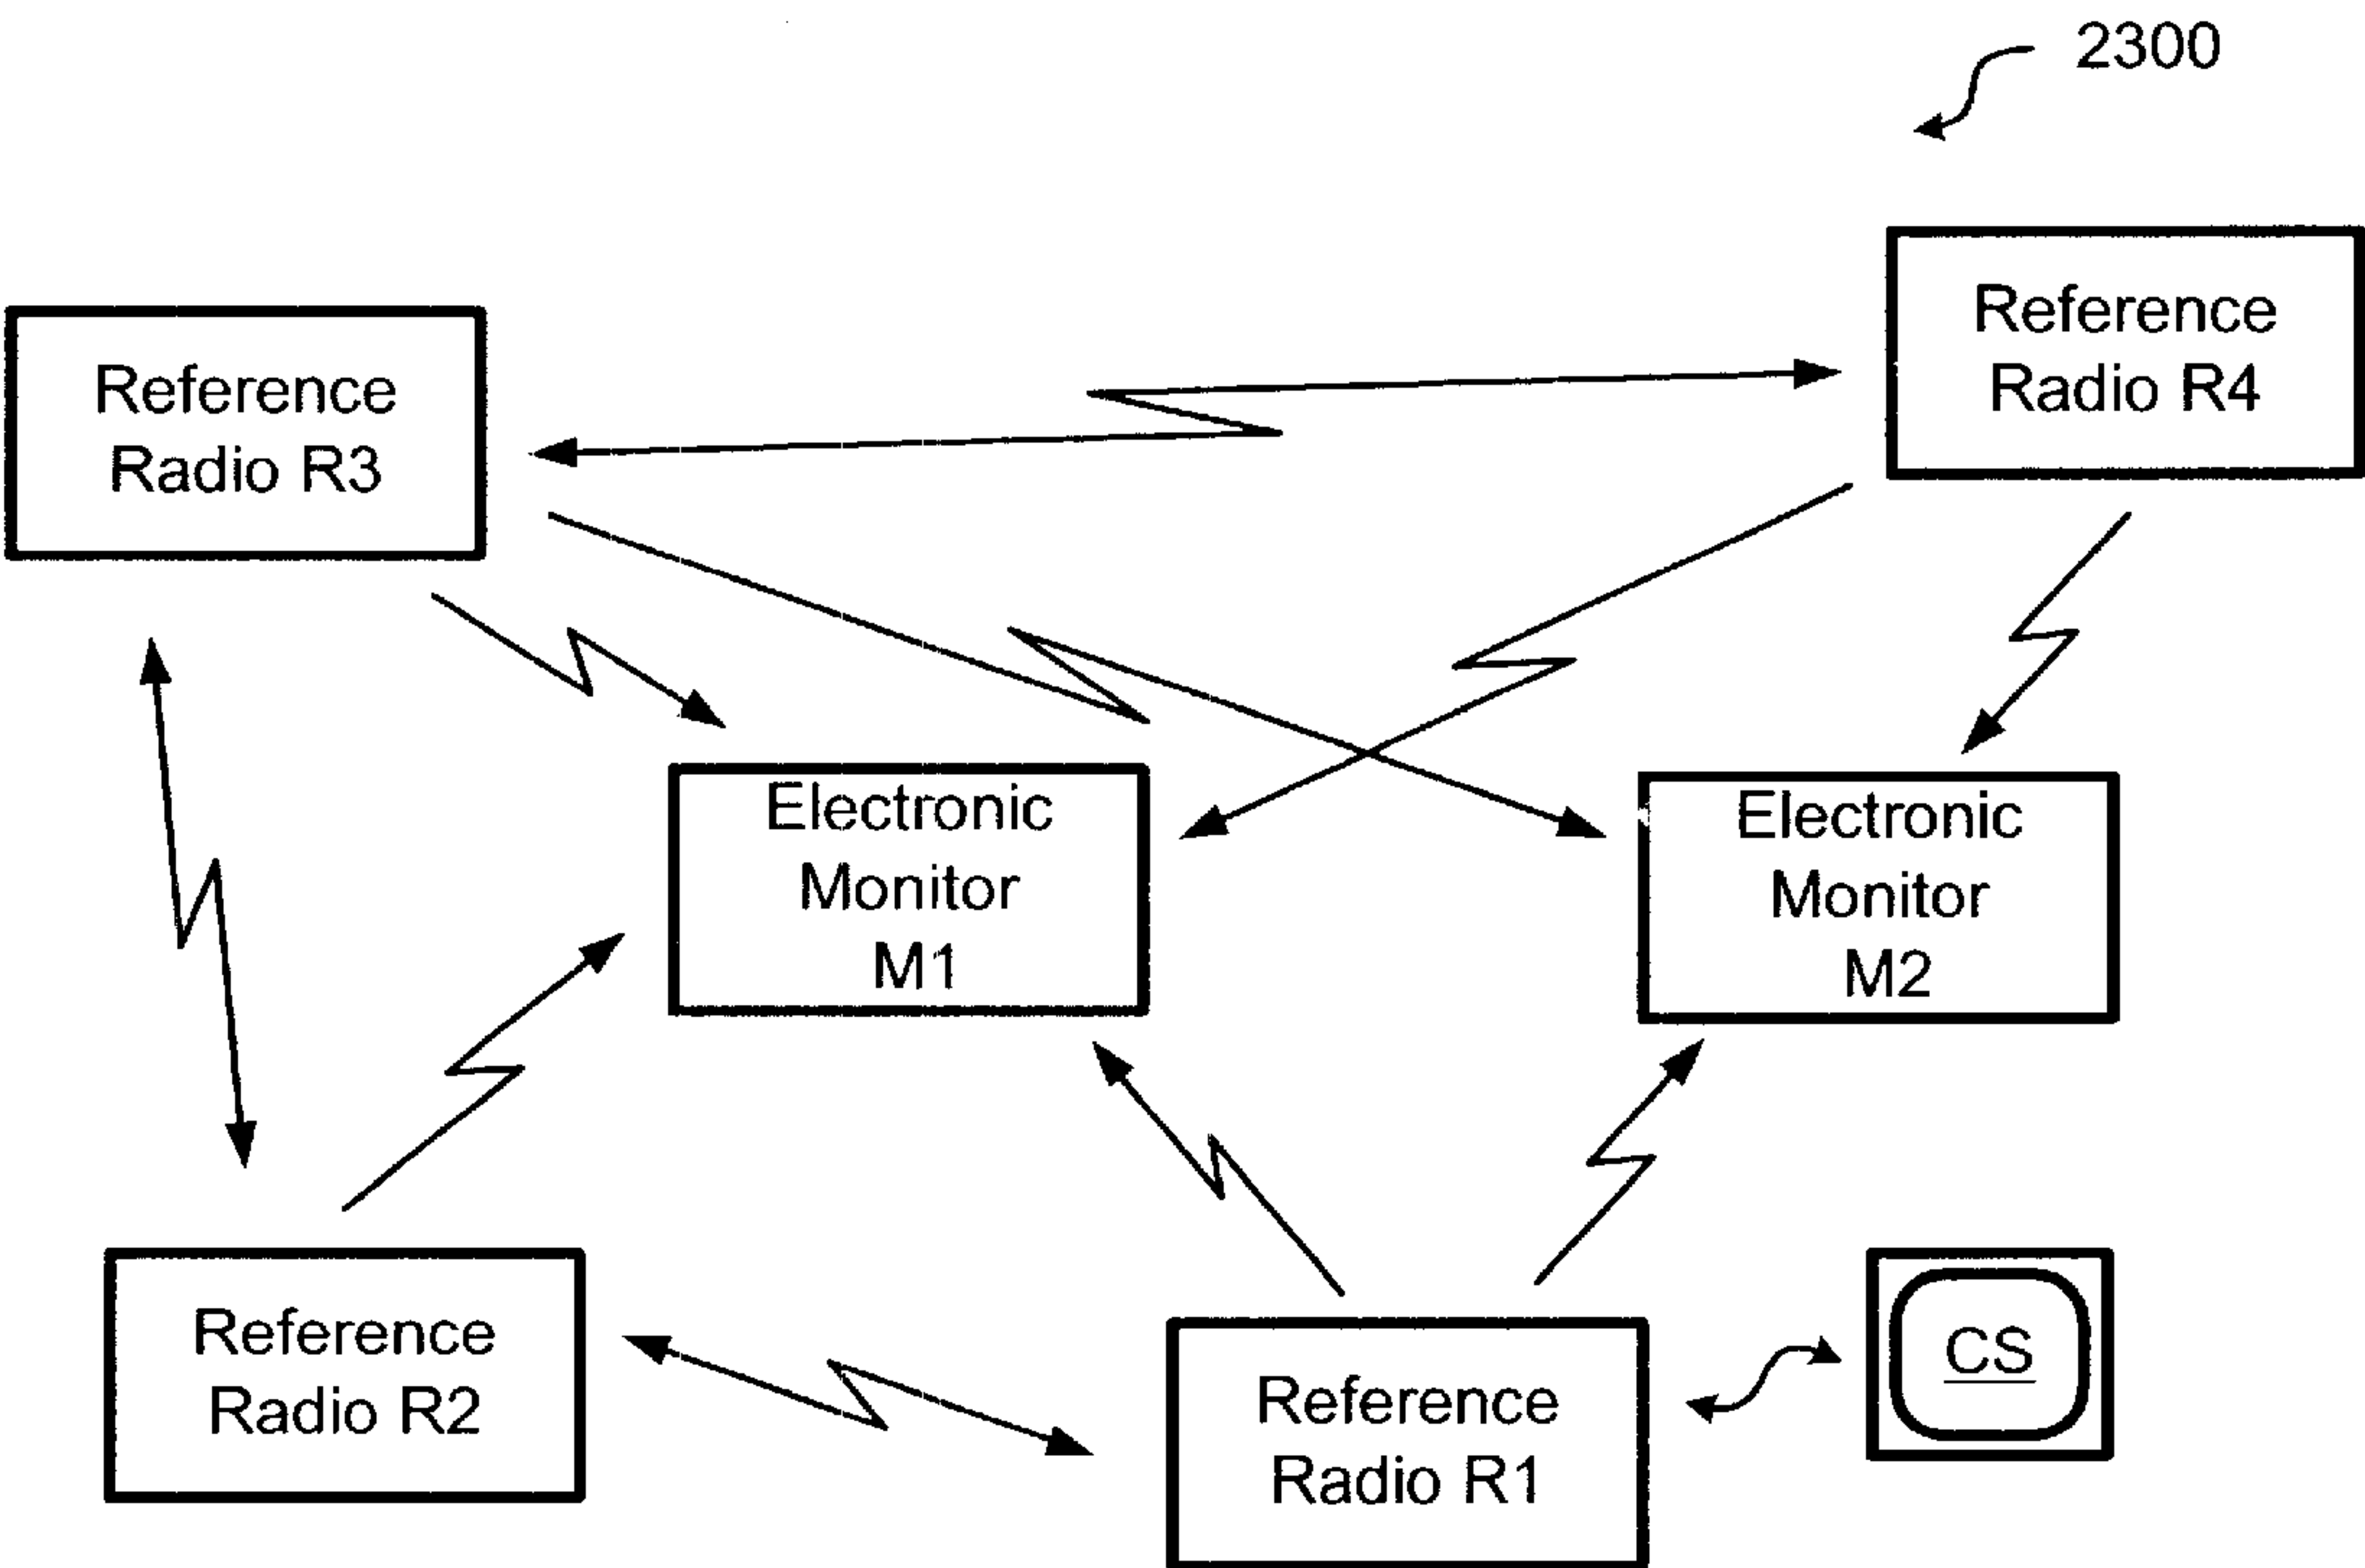 2300
Reference
Radio R4
Reference
Radio R3
Electronic
Monitor
M1
Electronic
Monitor
M2
Reference
Radio R2
Reference
Radio R1
CS